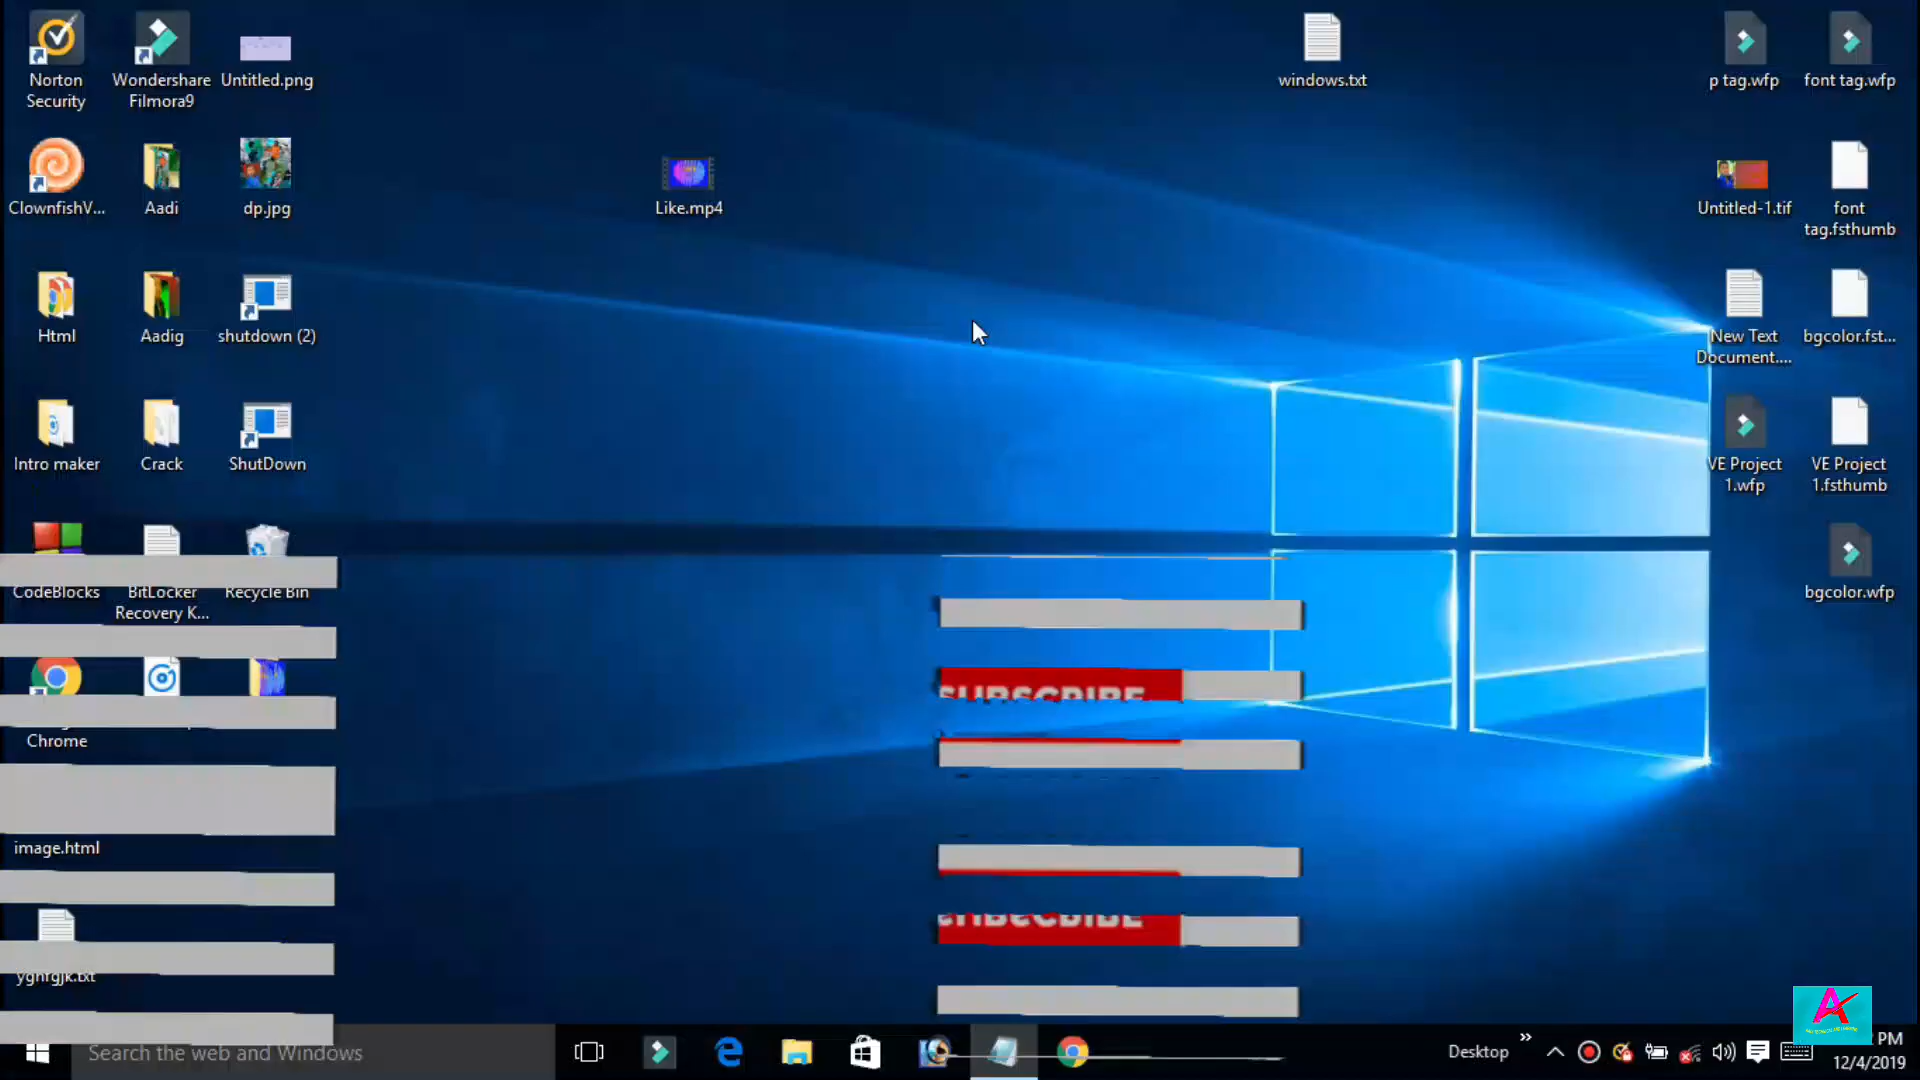 Norton
Security
Wondershare
Filmora9
Untitled.png
windows.txt
p tag.wfp
font tag.wfp
ClownfishV...
Aadi
dp.jpg
Like.mp4
Untitled-1.tif
font
tag.fsthumb
Html
Aadig
shutdown (2)
New Text
Document....
bgcolor.fst...
Intro maker
Crack
ShutDown
VE Project
1.wfp
VE Project
1.fsthumb
CodeBlocks
BitLocker
Recovery K...
Recycle Bin
bgcolor.wfp
SUBSCRIBE
Chrome
image.html
SUBSCRIBE
Search the web and Windows
Desktop
PM
12/4/2019